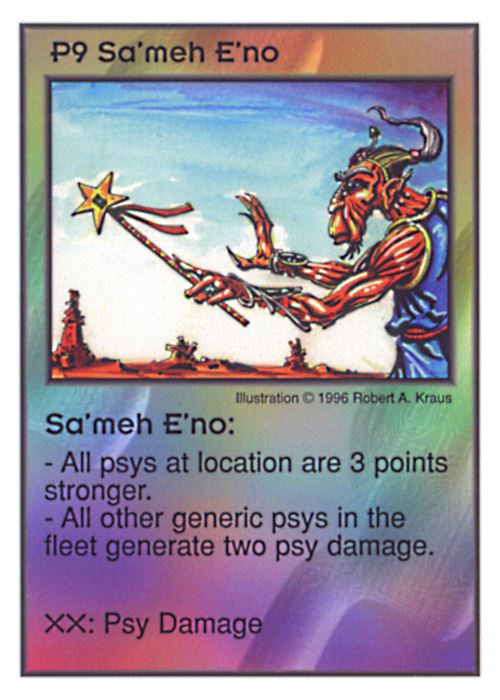 P9 Sa'meh E'no
Illustration © 1996 Robert A. Kraus
Sa'meh E'no:
- All psys at location are 3 points
stronger.
- All other generic psys in the
fleet generate two psy damage.
XX: Psy Damage